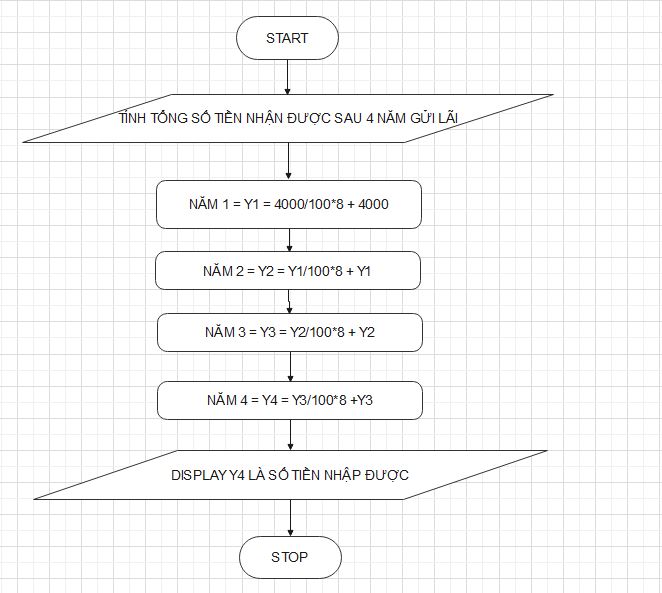 START
TÍNH TỔNG SỐ TIỀN NHẬN ĐƯỢC SAU 4 NĂM GỬI LÃI
NĂM 1 = Y1 = 4000/100*8 + 4000
NĂM 2 = Y2 = Y1/100*8 + Y1
NĂM 3 = Y3 = Y2/100*8 + Y2
NĂM 4 = Y4 = Y3/100*8 +Y3
DISPLAY Y4 LÀ SỐ TIỀN NHẬP ĐƯỢC
STOP